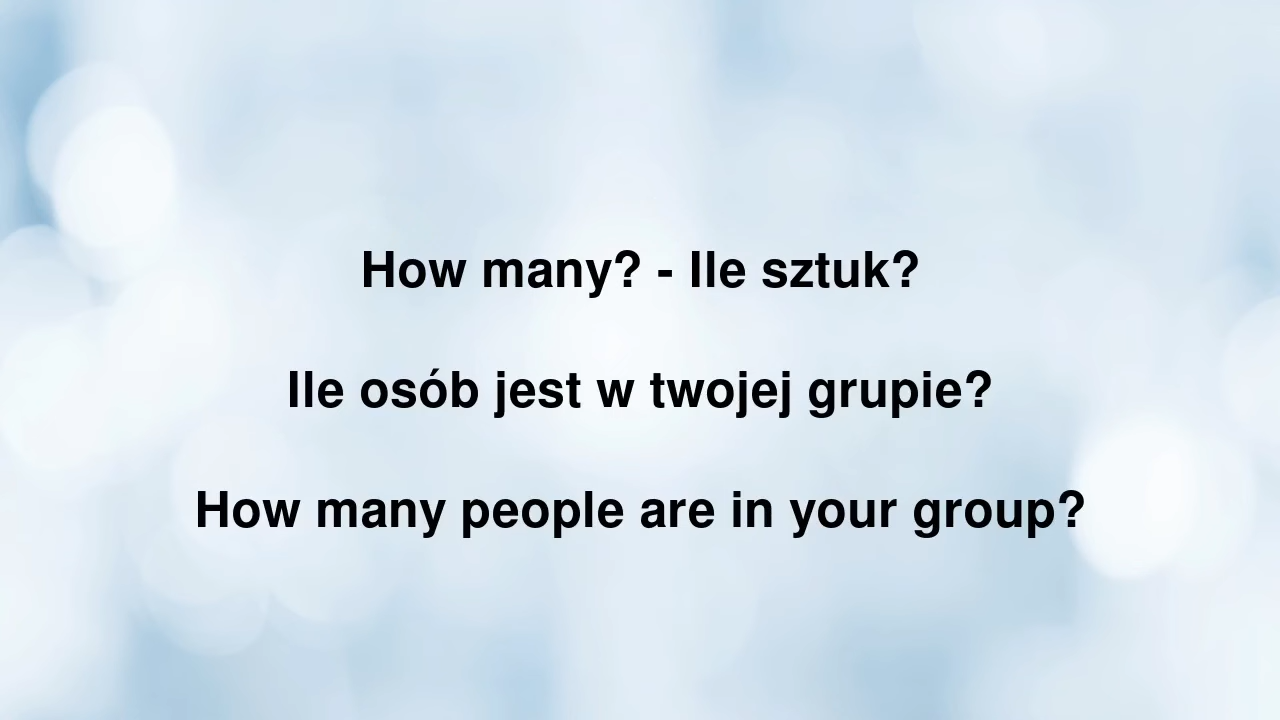 How many? - Ile sztuk?
Ile osób jest w twojej grupie?
How many people are in your group?